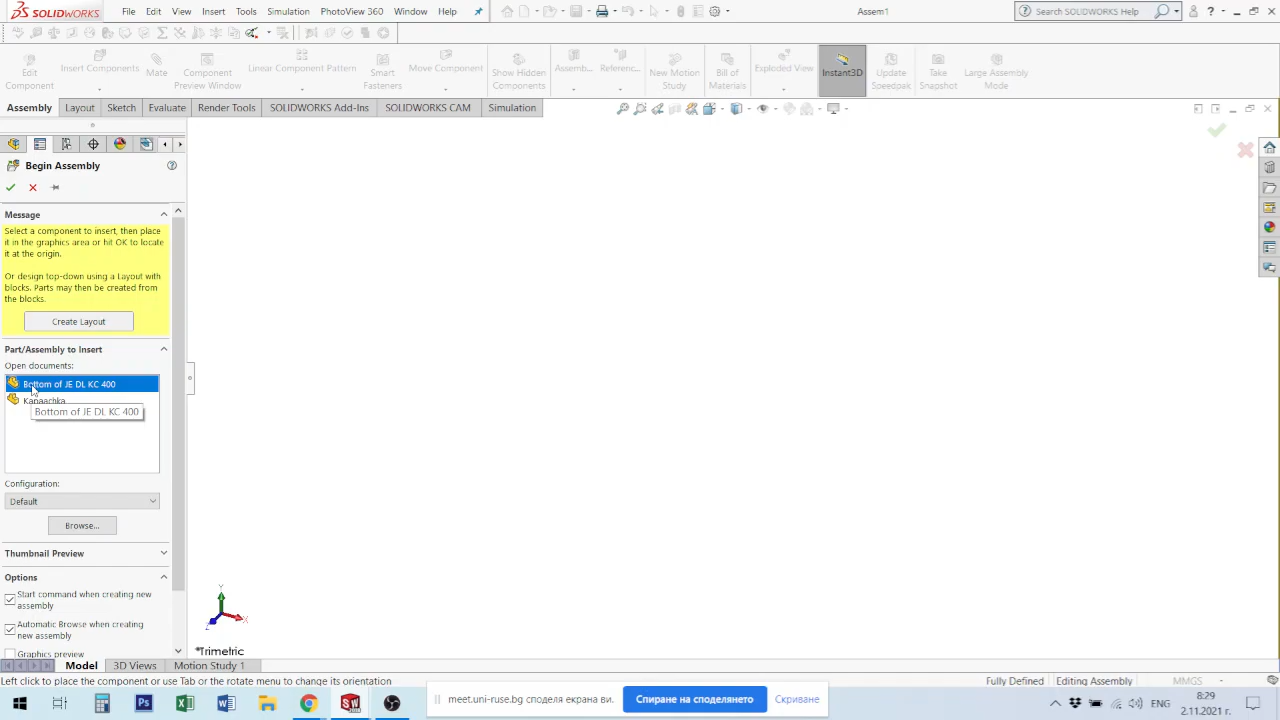 SOLIDWORKS File Edit View Insert Tools Simulation PhotoView 360 Window Help Assem1 Search SOLIDWORKS Help
Edit Component Insert Components Mate Component Preview Window Linear Component Pattern Smart Fasteners Move Component Show Hidden Components Assemb... Referenc... New Motion Study Bill of Materials Exploded View Instant3D Update Speedpak Take Snapshot Large Assembly Mode
Assembly Layout Sketch Evaluate Render Tools SOLIDWORKS Add-Ins SOLIDWORKS CAM Simulation
Begin Assembly
Message
Select a component to insert, then place
it in the graphics area or hit OK to locate
it at the origin.
Or design top-down using a Layout with
blocks. Parts may then be created from
the blocks.
Create Layout
Part/Assembly to Insert
Open documents:
Bottom of JE DL KC 400
Bottom of JE DL KC 400
Configuration:
Default
Browse...
Thumbnail Preview
Options
Start command when creating new
assembly
Automatic Browse when creating
new assembly
Graphics preview
*Trimetric
Model 3D Views Motion Study 1
Left click to place the component or use Tab or the rotate menu to change its orientation Fully Defined Editing Assembly MMGS
meet.uni-ruse.bg споделя екрана ви. Спиране на споделянето Скриване
ENG
8:29
2.11.2021 г.